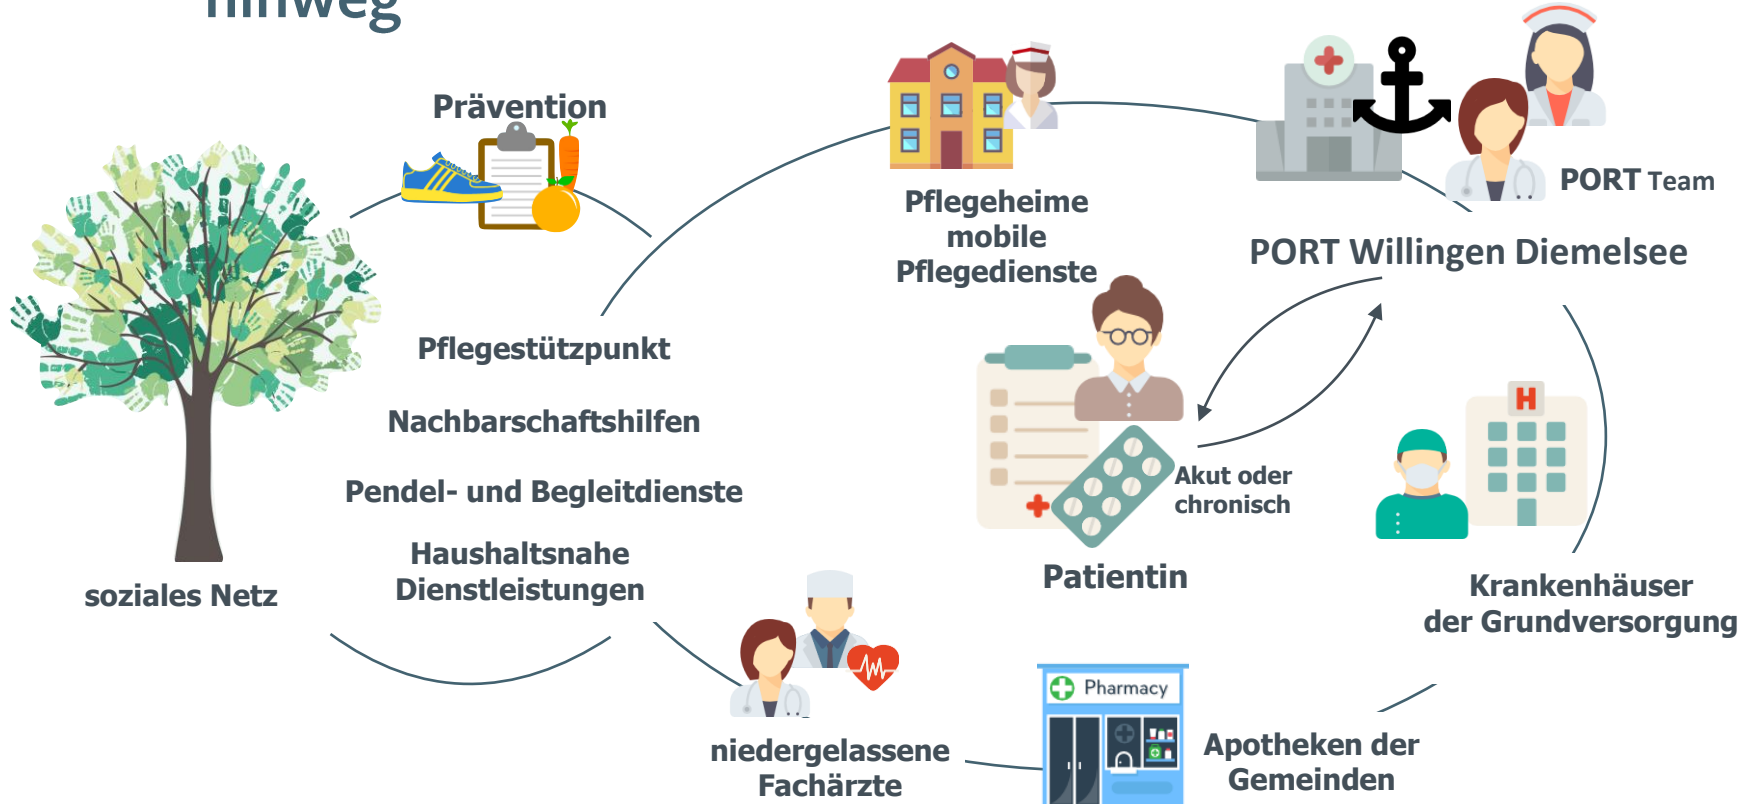 hinweg
Prävention
PORT Team
Pflegeheime
mobile
Pflegedienste
PORT Willingen Diemelsee
Pflegestützpunkt
Nachbarschaftshilfen
Pendel- und Begleitdienste
Haushaltsnahe
Dienstleistungen
soziales Netz
H
Akut oder
chronisch
Patientin
Krankenhäuser
der Grundversorgung
Pharmacy
niedergelassene
Fachärzte
Apotheken der
Gemeinden